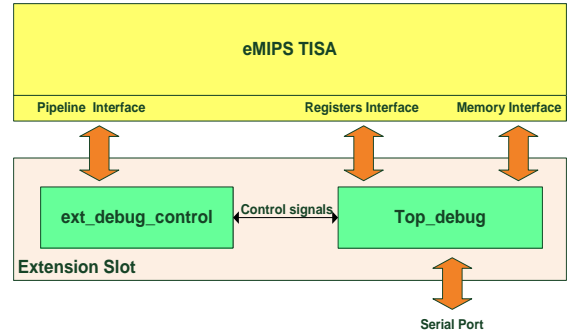 eMIPS TISA
Pipeline Interface
Registers Interface
Memory Interface
ext_debug_control
Control signals
Top_debug
Extension Slot
Serial Port